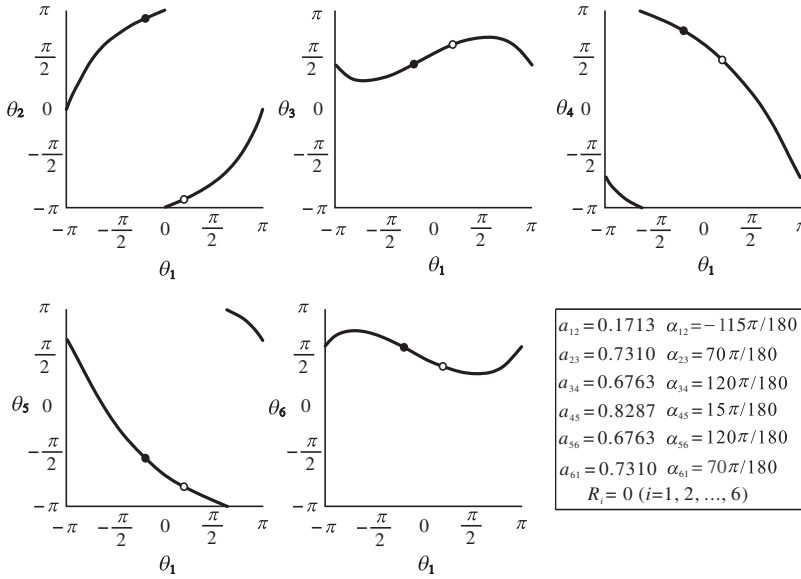 π
π/2
θ2 0
−π/2
−π
−π −π/2 0 π/2 π
θ1
π
π/2
θ3 0
−π/2
−π
−π −π/2 0 π/2 π
θ1
π
π/2
θ4 0
−π/2
−π
−π −π/2 0 π/2 π
θ1
π
π/2
θ5 0
−π/2
−π
−π −π/2 0 π/2 π
θ1
π
π/2
θ6 0
−π/2
−π
−π −π/2 0 π/2 π
θ1
a12=0.1713 α12=−115π/180
a23=0.7310 α23=70π/180
a34=0.6763 α34=120π/180
a45=0.8287 α45=15π/180
a56=0.6763 α56=120π/180
a61=0.7310 α61=70π/180
Ri=0 (i=1, 2, ..., 6)